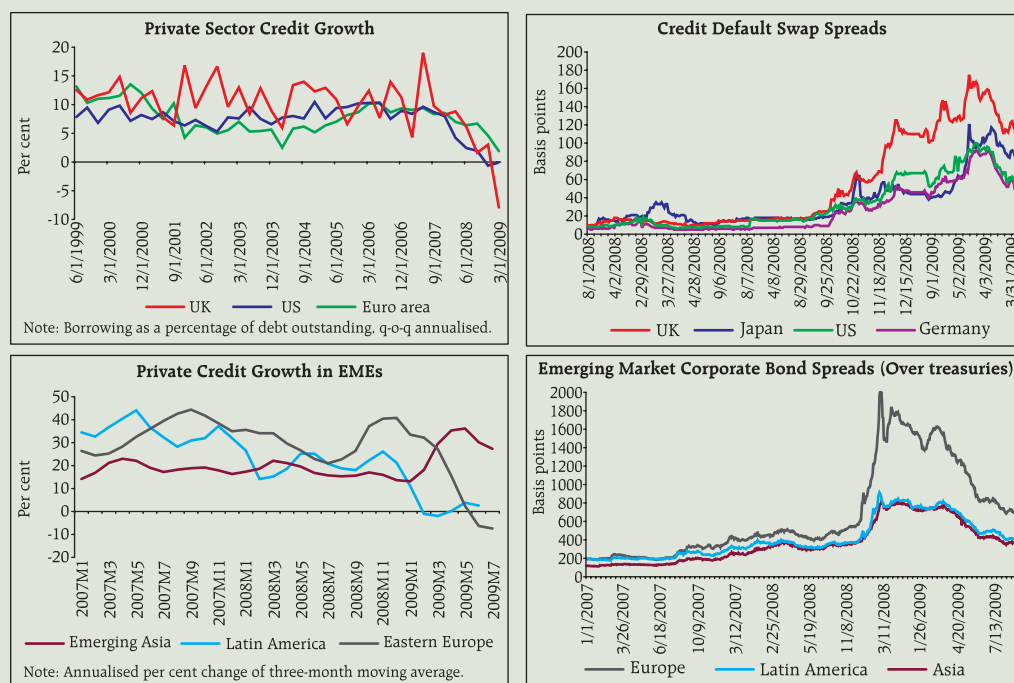 Private Sector Credit Growth
20
15
10
5
0
-5
-10
Per cent
6/1/1999
3/1/2000
12/1/2000
9/1/2001
6/1/2002
3/1/2003
12/1/2003
9/1/2004
6/1/2005
3/1/2006
12/1/2006
9/1/2007
6/1/2008
3/1/2009
UK US Euro area
Note: Borrowing as a percentage of debt outstanding, q-o-q annualised.
Credit Default Swap Spreads
200
180
160
140
120
100
80
60
40
20
0
Basis points
8/1/2008
4/2/2008
2/29/2008
3/27/2008
6/8/2008
7/5/2008
4/8/2008
8/29/2008
9/25/2008
10/22/2008
11/18/2008
12/15/2008
9/1/2009
5/2/2009
4/3/2009
3/31/2009
UK Japan US Germany
Private Credit Growth in EMEs
50
40
30
20
10
0
-10
-20
Per cent
2007M1
2007M3
2007M5
2007M7
2007M9
2007M11
2008M1
2008M3
2008M5
2008M7
2008M9
2008M11
2009M1
2009M3
2009M5
2009M7
Emerging Asia Latin America Eastern Europe
Note: Annualised per cent change of three-month moving average.
Emerging Market Corporate Bond Spreads (Over treasuries)
2000
1800
1600
1400
1200
1000
800
600
400
200
0
Basis points
1/1/2007
3/26/2007
6/18/2007
10/9/2007
3/12/2007
2/25/2008
5/19/2008
11/8/2008
3/11/2008
1/26/2009
4/20/2009
7/13/2009
Europe Latin America Asia